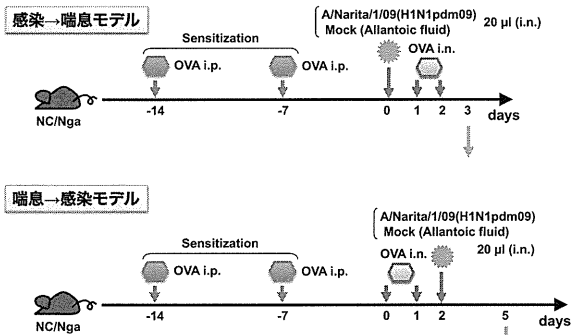 感染→喘息モデル
A/Narita/1/09(H1N1pdm09)
Mock (Allantoic fluid)
20 μl (i.n.)
Sensitization
OVA i.p.
OVA i.p.
OVA i.n.
NC/Nga
-14
-7
0
1
2
3
days
喘息→感染モデル
A/Narita/1/09(H1N1pdm09)
Mock (Allantoic fluid)
20 μl (i.n.)
Sensitization
OVA i.p.
OVA i.p.
OVA i.n.
NC/Nga
-14
-7
0
1
2
5
days